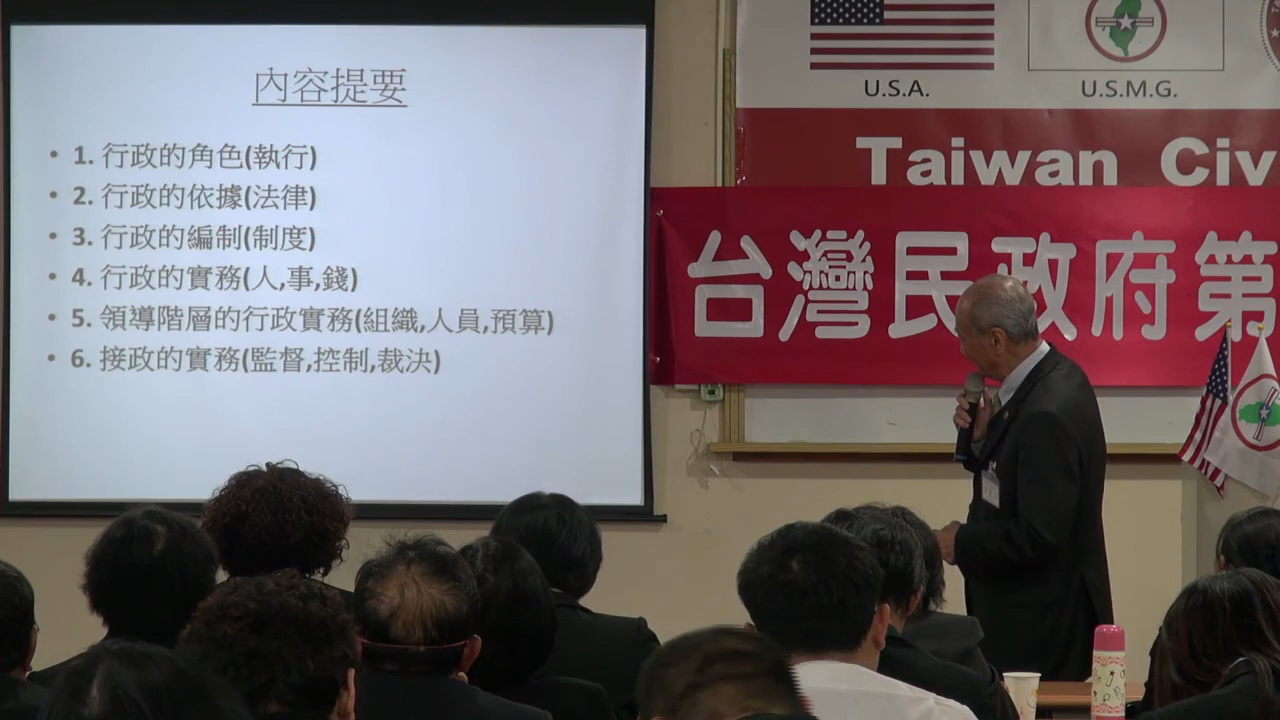 內容提要
• 1. 行政的角色(執行)
• 2. 行政的依據(法律)
• 3. 行政的編制(制度)
• 4. 行政的實務(人,事,錢)
• 5. 領導階層的行政實務(組織,人員,預算)
• 6. 接政的實務(監督,控制,裁決)
U.S.A.
U.S.M.G.
Taiwan Civ
台灣民政府第